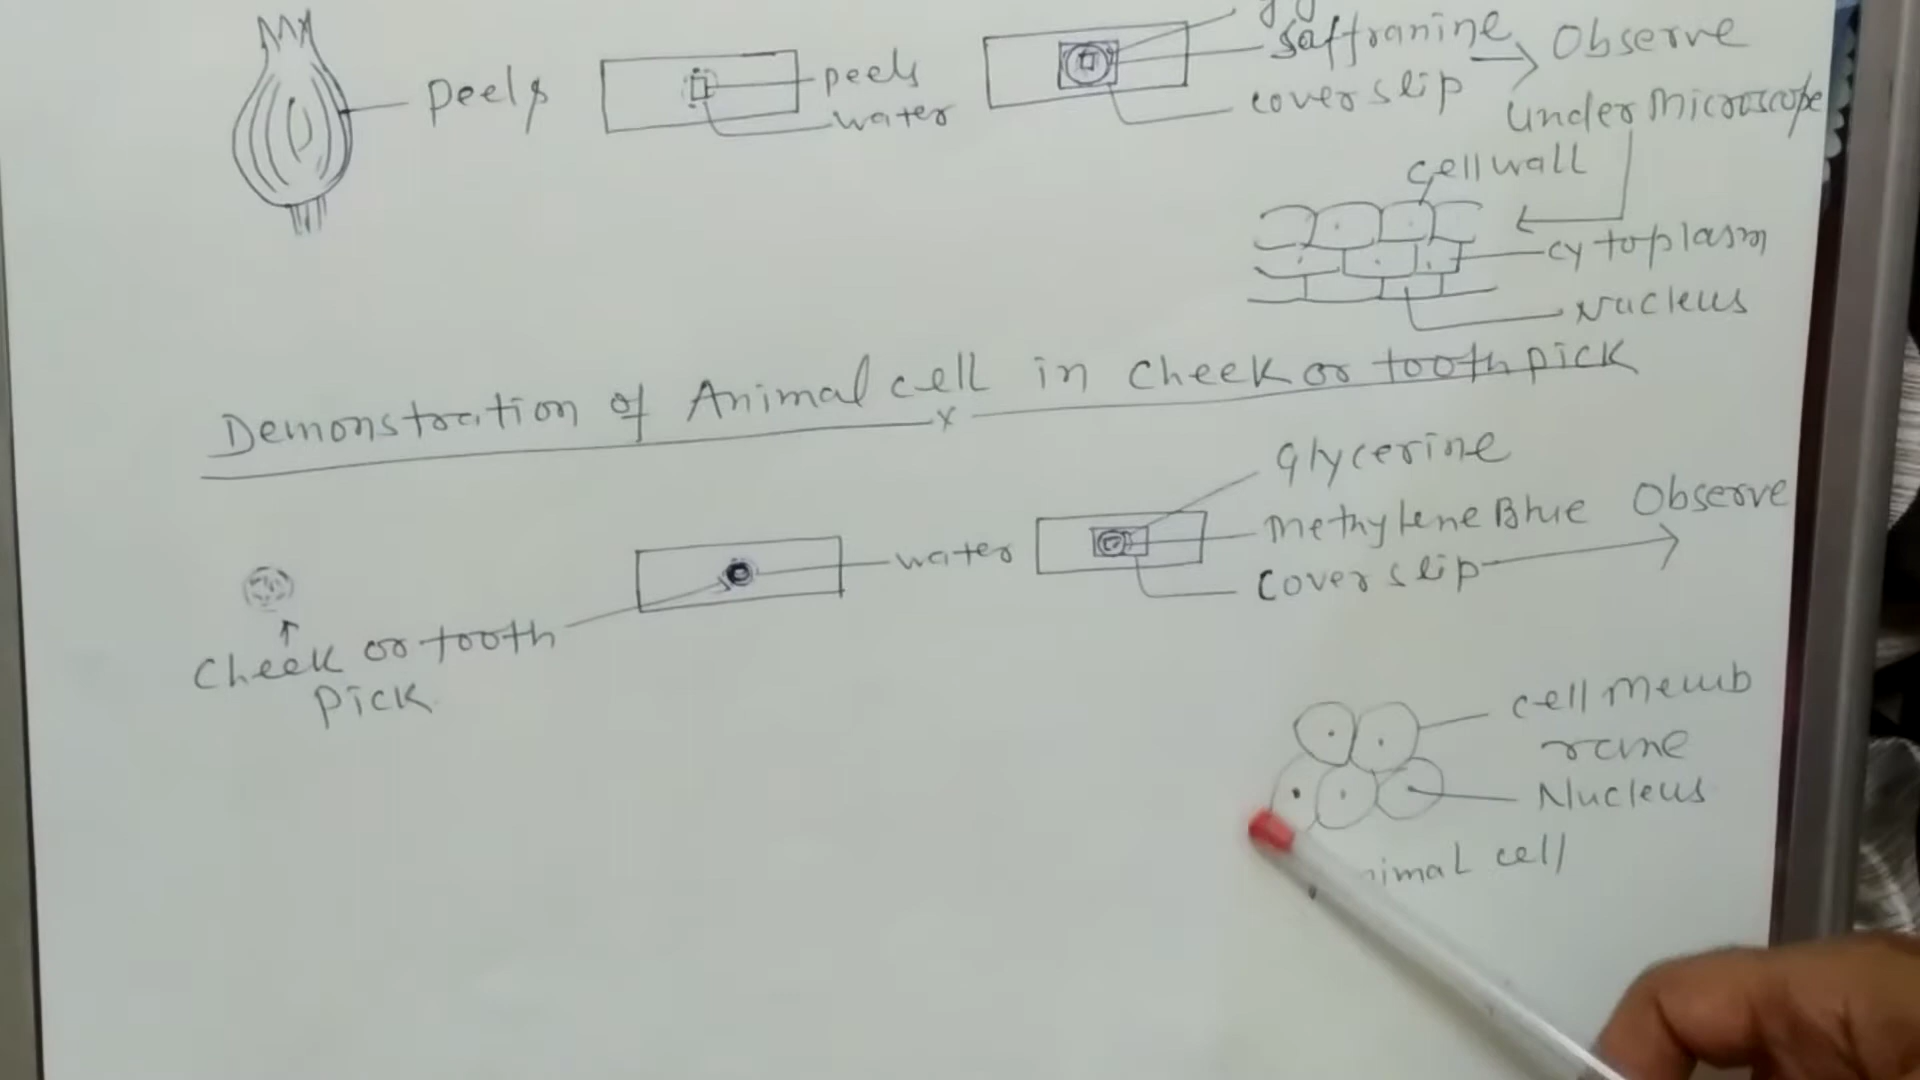 peels
peels
water
saffranine
cover slip
Observe
under Microscope
cell wall
cytoplasm
Nucleus
Demonstration of Animal cell in cheek or tooth pick
Glycerine
Methylene Blue
cover slip
Observe
water
Cheek or tooth
pick
cell memb
rane
Nucleus
cell